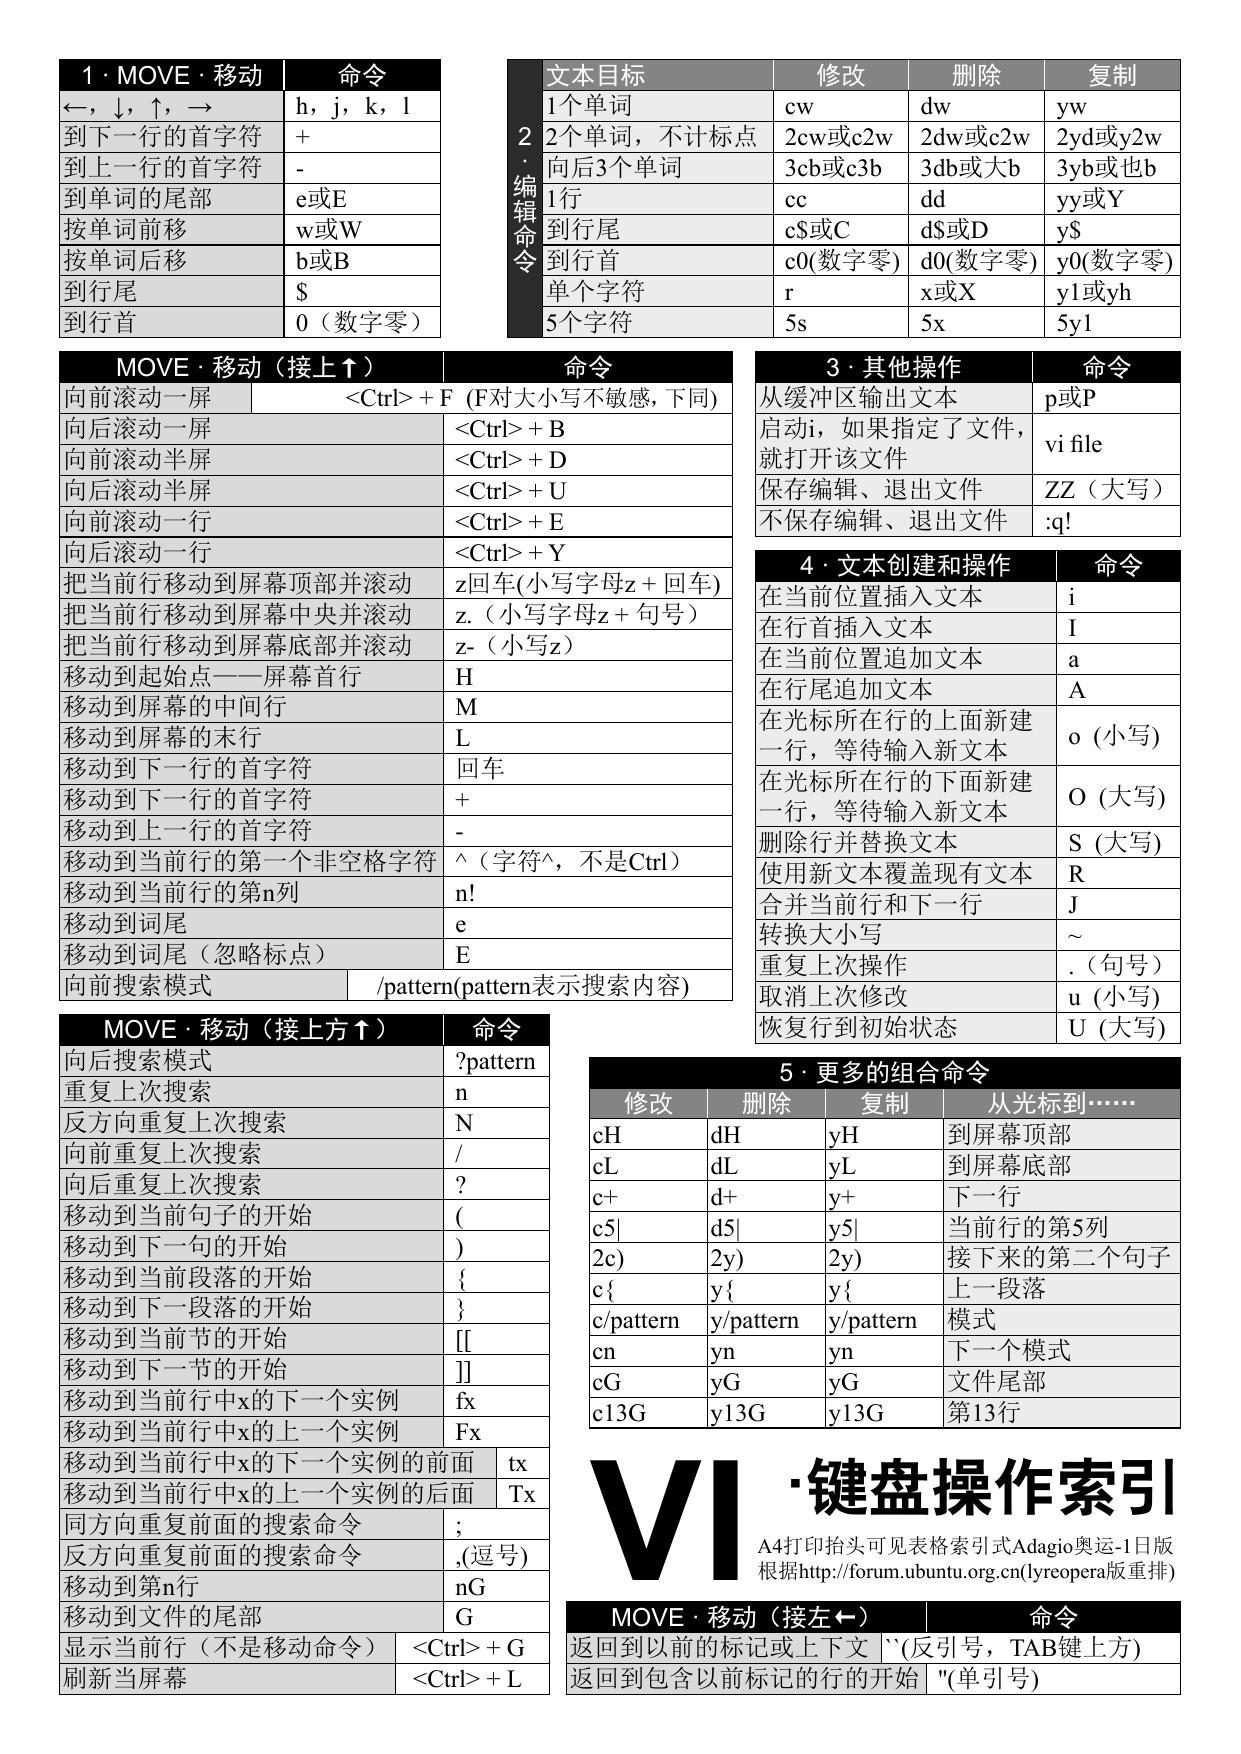 1 · MOVE · 移动 命令
←，↓，↑，→ h，j，k，l
到下一行的首字符 +
到上一行的首字符 -
到单词的尾部 e或E
按单词前移 w或W
按单词后移 b或B
到行尾 $
到行首 0（数字零）
2·编辑命令
文本目标 修改 删除 复制
1个单词 cw dw yw
2个单词，不计标点 2cw或c2w 2dw或c2w 2yd或y2w
向后3个单词 3cb或c3b 3db或大b 3yb或也b
1行 cc dd yy或Y
到行尾 c$或C d$或D y$
到行首 c0(数字零) d0(数字零) y0(数字零)
单个字符 r x或X y1或yh
5个字符 5s 5x 5y1
MOVE · 移动（接上↑） 命令
向前滚动一屏 <Ctrl> + F (F对大小写不敏感，下同)
向后滚动一屏 <Ctrl> + B
向前滚动半屏 <Ctrl> + D
向后滚动半屏 <Ctrl> + U
向前滚动一行 <Ctrl> + E
向后滚动一行 <Ctrl> + Y
把当前行移动到屏幕顶部并滚动 z回车(小写字母z + 回车)
把当前行移动到屏幕中央并滚动 z.（小写字母z + 句号）
把当前行移动到屏幕底部并滚动 z-（小写z）
移动到起始点——屏幕首行 H
移动到屏幕的中间行 M
移动到屏幕的末行 L
移动到下一行的首字符 回车
移动到下一行的首字符 +
移动到上一行的首字符 -
移动到当前行的第一个非空格字符 ^（字符^，不是Ctrl）
移动到当前行的第n列 n!
移动到词尾 e
移动到词尾（忽略标点） E
向前搜索模式 /pattern(pattern表示搜索内容)
3 · 其他操作 命令
从缓冲区输出文本 p或P
启动i，如果指定了文件，
就打开该文件 vi file
保存编辑、退出文件 ZZ（大写）
不保存编辑、退出文件 :q!
4 · 文本创建和操作 命令
在当前位置插入文本 i
在行首插入文本 I
在当前位置追加文本 a
在行尾追加文本 A
在光标所在行的上面新建
一行，等待输入新文本 o (小写)
在光标所在行的下面新建
一行，等待输入新文本 O (大写)
删除行并替换文本 S (大写)
使用新文本覆盖现有文本 R
合并当前行和下一行 J
转换大小写 ~
重复上次操作 .（句号）
取消上次修改 u (小写)
恢复行到初始状态 U (大写)
MOVE · 移动（接上方↑） 命令
向后搜索模式 ?pattern
重复上次搜索 n
反方向重复上次搜索 N
向前重复上次搜索 /
向后重复上次搜索 ?
移动到当前句子的开始 (
移动到下一句的开始 )
移动到当前段落的开始 {
移动到下一段落的开始 }
移动到当前节的开始 [[
移动到下一节的开始 ]]
移动到当前行中x的下一个实例 fx
移动到当前行中x的上一个实例 Fx
移动到当前行中x的下一个实例的前面 tx
移动到当前行中x的上一个实例的后面 Tx
同方向重复前面的搜索命令 ;
反方向重复前面的搜索命令 ,(逗号)
移动到第n行 nG
移动到文件的尾部 G
显示当前行（不是移动命令） <Ctrl> + G
刷新当屏幕 <Ctrl> + L
5 · 更多的组合命令
修改 删除 复制 从光标到……
cH dH yH 到屏幕顶部
cL dL yL 到屏幕底部
c+ d+ y+ 下一行
c5| d5| y5| 当前行的第5列
2c) 2y) 2y) 接下来的第二个句子
c{ y{ y{ 上一段落
c/pattern y/pattern y/pattern 模式
cn yn yn 下一个模式
cG yG yG 文件尾部
c13G y13G y13G 第13行
VI ·键盘操作索引
A4打印抬头可见表格索引式Adagio奥运-1日版
根据http://forum.ubuntu.org.cn(lyreopera版重排)
MOVE · 移动（接左←） 命令
返回到以前的标记或上下文 ``(反引号，TAB键上方)
返回到包含以前标记的行的开始 "(单引号)